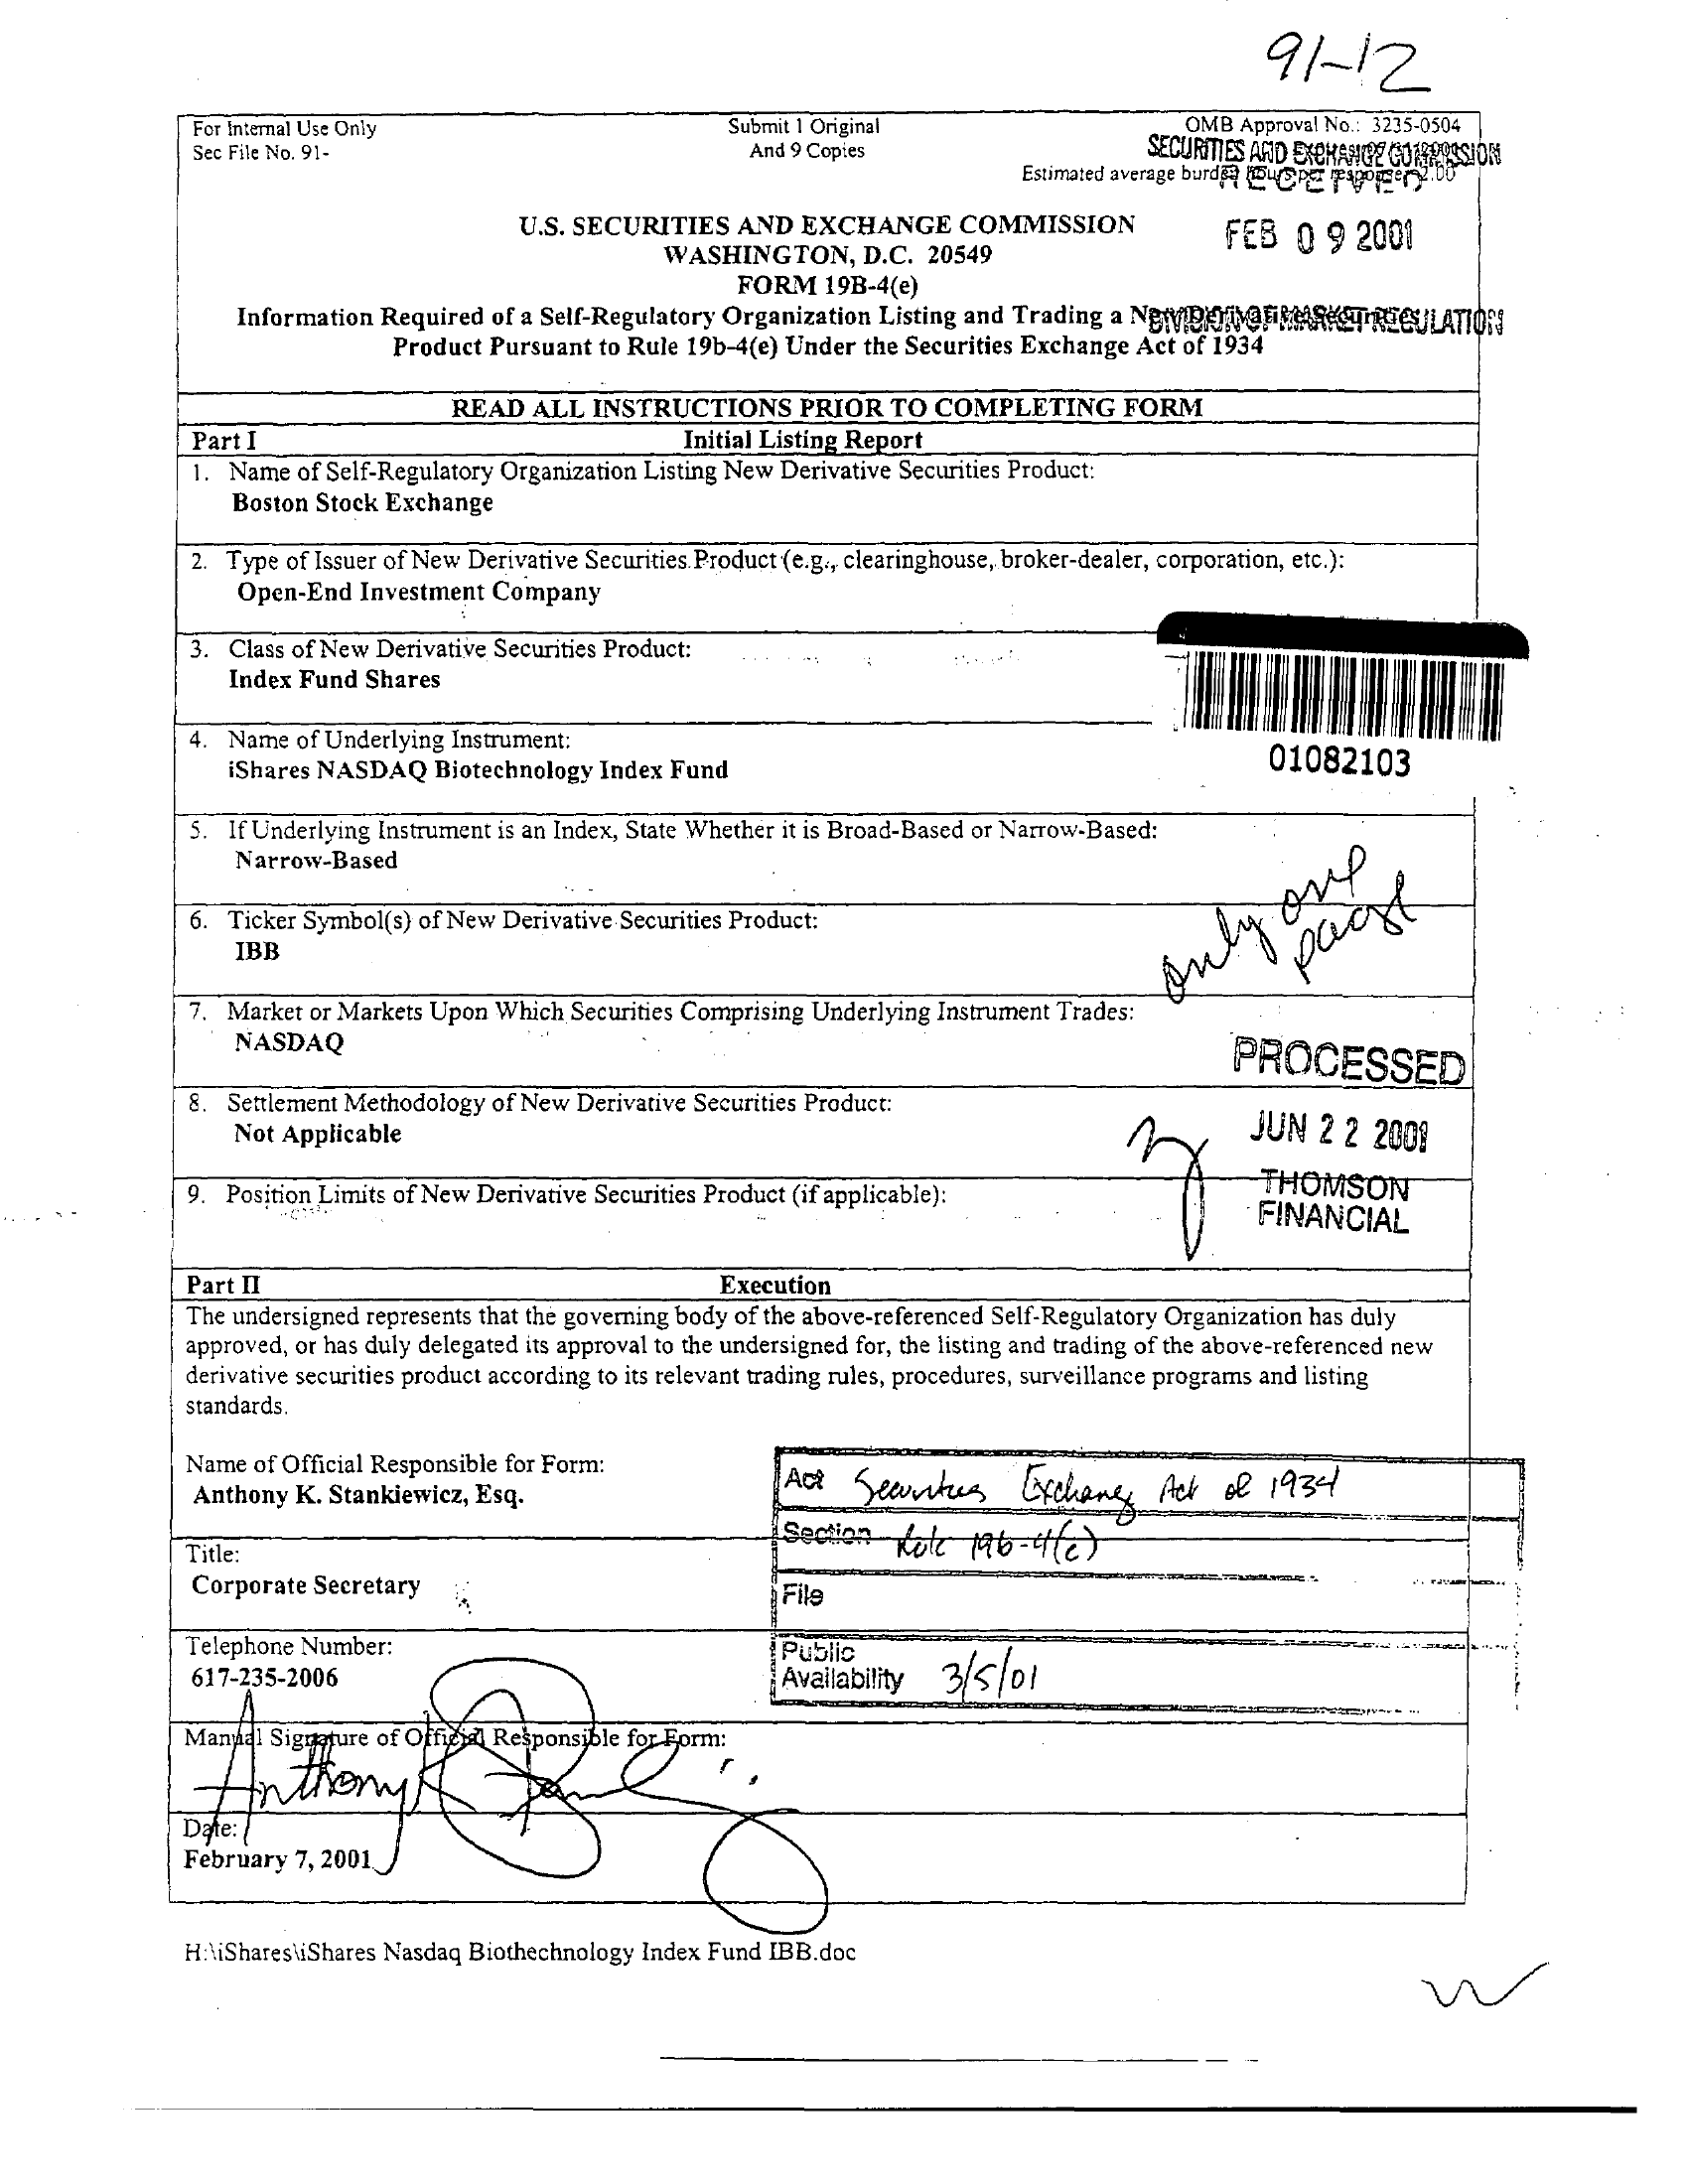 91-12
For Internal Use Only
Sec File No. 91-
Submit 1 Original
And 9 Copies
OMB Approval No.: 3235-0504
SECURITIES AND EXCHANGE COMMISSION
Estimated average burden hours per response: 2.00
RECEIVED
FEB 09 2001
U.S. SECURITIES AND EXCHANGE COMMISSION
WASHINGTON, D.C. 20549
FORM 19B-4(e)
Information Required of a Self-Regulatory Organization Listing and Trading a New Derivative Securities
DIVISION OF MARKET REGULATION
Product Pursuant to Rule 19b-4(e) Under the Securities Exchange Act of 1934
READ ALL INSTRUCTIONS PRIOR TO COMPLETING FORM
Part I Initial Listing Report
1. Name of Self-Regulatory Organization Listing New Derivative Securities Product:
Boston Stock Exchange
2. Type of Issuer of New Derivative Securities Product (e.g., clearinghouse, broker-dealer, corporation, etc.):
Open-End Investment Company
3. Class of New Derivative Securities Product:
Index Fund Shares
4. Name of Underlying Instrument:
iShares NASDAQ Biotechnology Index Fund
01082103
5. If Underlying Instrument is an Index, State Whether it is Broad-Based or Narrow-Based:
Narrow-Based
only one
page
6. Ticker Symbol(s) of New Derivative Securities Product:
IBB
7. Market or Markets Upon Which Securities Comprising Underlying Instrument Trades:
NASDAQ
PROCESSED
8. Settlement Methodology of New Derivative Securities Product:
Not Applicable
JUN 22 2001
THOMSON
FINANCIAL
9. Position Limits of New Derivative Securities Product (if applicable):
Part II Execution
The undersigned represents that the governing body of the above-referenced Self-Regulatory Organization has duly
approved, or has duly delegated its approval to the undersigned for, the listing and trading of the above-referenced new
derivative securities product according to its relevant trading rules, procedures, surveillance programs and listing
standards.
Name of Official Responsible for Form:
Anthony K. Stankiewicz, Esq.
Act Securities Exchange Act of 1934
Section Rule 19b-4(e)
Title:
Corporate Secretary
File
Telephone Number:
617-235-2006
Public
Availability 3/5/01
Manual Signature of Official Responsible for Form:
Anthony
Date:
February 7, 2001
H:\iShares\iShares Nasdaq Biothechnology Index Fund IBB.doc